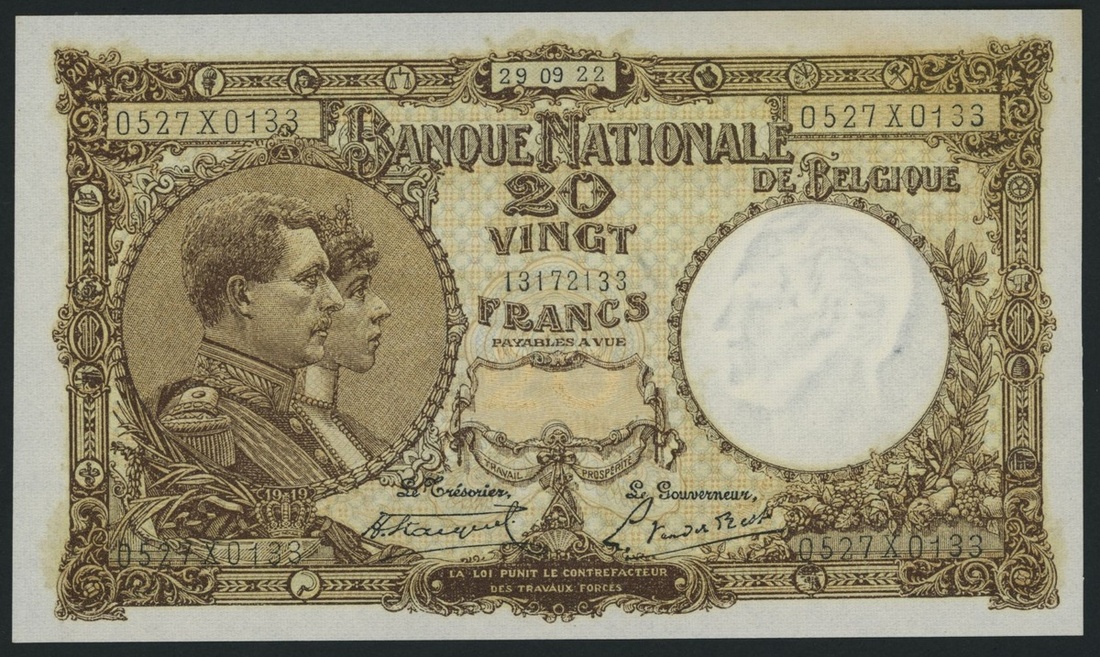 29 09 22
0527X0133
0527X0133
BANQUE NATIONALE
DE BELGIQUE
20
VINGT
13172133
FRANCS
PAYABLES A VUE
TRAVAIL PROSPÉRITÉ
Le Trésorier,
Le Gouverneur,
1919
0527X0133
0527X0133
LA LOI PUNIT LE CONTREFACTEUR
DES TRAVAUX FORCÉS